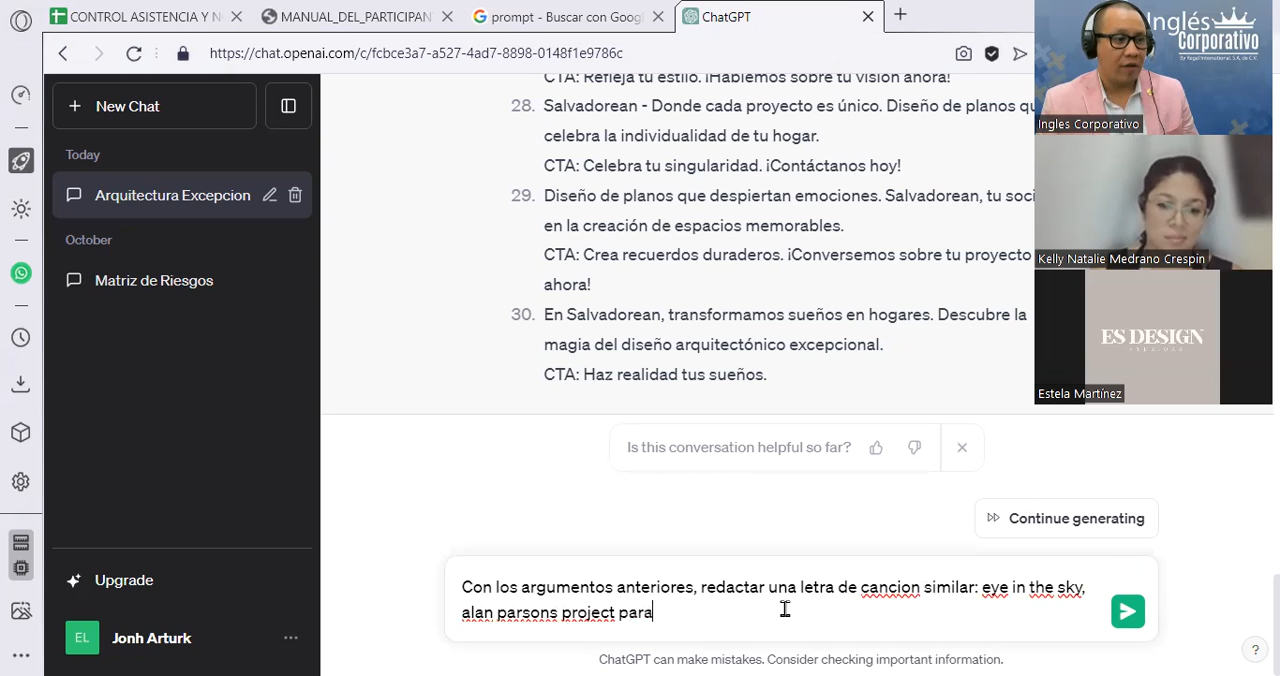 CONTROL ASISTENCIA Y N
MANUAL_DEL_PARTICIPAN
prompt - Buscar con Goog
ChatGPT
https://chat.openai.com/c/fcbce3a7-a527-4ad7-8898-0148f1e9786c
New Chat
Today
Arquitectura Excepcion
October
Matriz de Riesgos
Upgrade
EL
Jonh Arturk
CTA: Refleja tu estilo. ¡Hablemos sobre tu visión ahora!
28. Salvadorean - Donde cada proyecto es único. Diseño de planos qu
celebra la individualidad de tu hogar.
CTA: Celebra tu singularidad. ¡Contáctanos hoy!
29. Diseño de planos que despiertan emociones. Salvadorean, tu soci
en la creación de espacios memorables.
CTA: Crea recuerdos duraderos. ¡Conversemos sobre tu proyecto
ahora!
30. En Salvadorean, transformamos sueños en hogares. Descubre la
magia del diseño arquitectónico excepcional.
CTA: Haz realidad tus sueños.
Is this conversation helpful so far?
Continue generating
Con los argumentos anteriores, redactar una letra de cancion similar: eye in the sky,
alan parsons project para
ChatGPT can make mistakes. Consider checking important information.
?
Inglés
Corporativo
By Regal International, S.A. de C.V.
Ingles Corporativo
Kelly Natalie Medrano Crespin
ES DESIGN
Estela Martínez